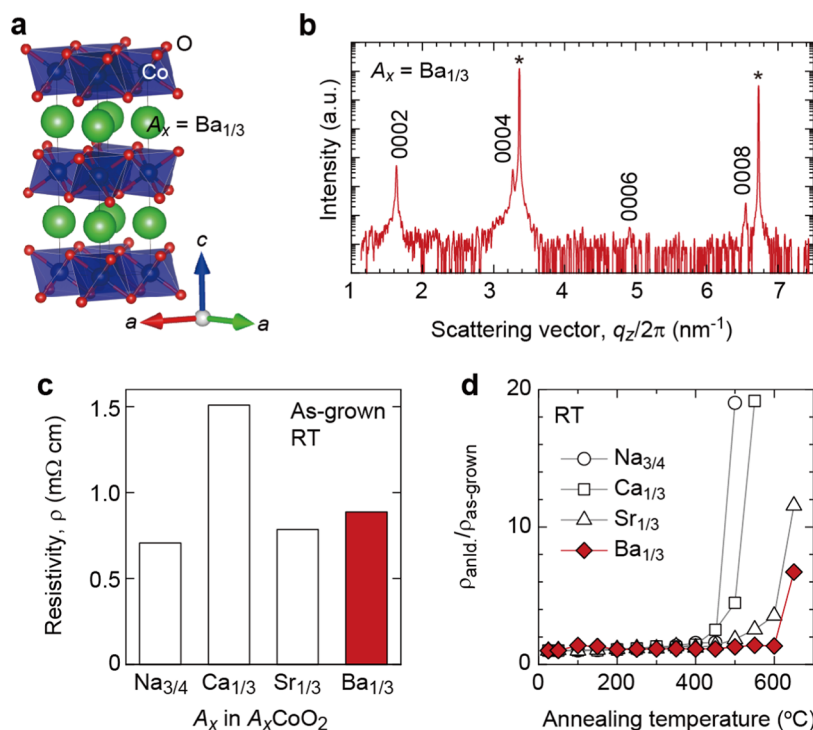 a
O
Co
Aₓ = Ba₁/₃
c
a
a
b
Aₓ = Ba₁/₃
0002
0004
*
0006
0008
*
Intensity (a.u.)
1 2 3 4 5 6 7
Scattering vector, q_z/2π (nm⁻¹)
c
As-grown
RT
1.5
1.0
0.5
0
Resistivity, ρ (mΩ cm)
Na₃/₄ Ca₁/₃ Sr₁/₃ Ba₁/₃
Aₓ in AₓCoO₂
d
20
10
0
RT
Na₃/₄
Ca₁/₃
Sr₁/₃
Ba₁/₃
ρanld./ρas-grown
0 200 400 600
Annealing temperature (ºC)